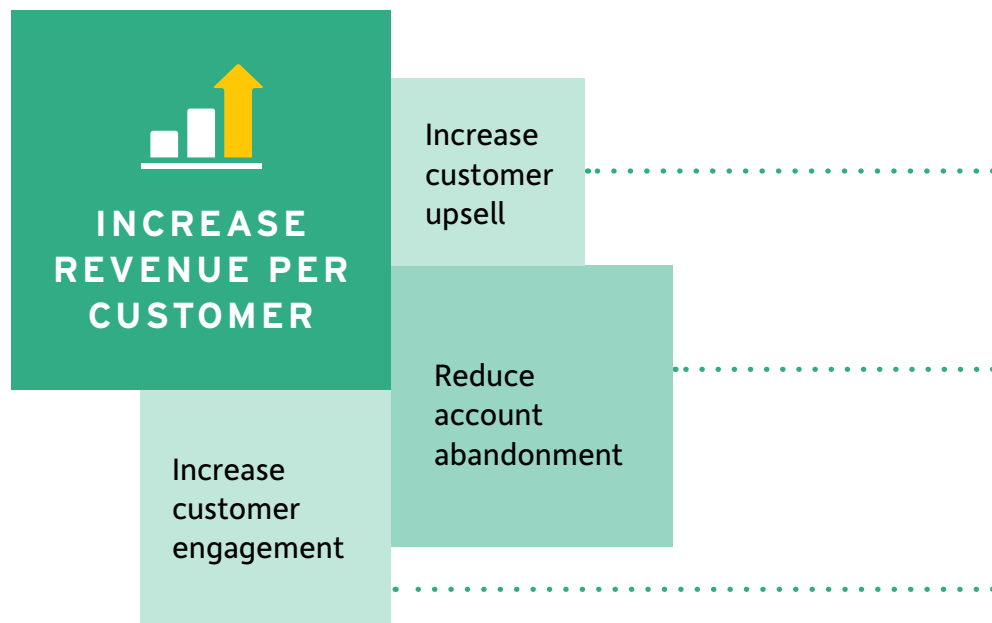 INCREASE
REVENUE PER
CUSTOMER
Increase
customer
upsell
Reduce
account
abandonment
Increase
customer
engagement